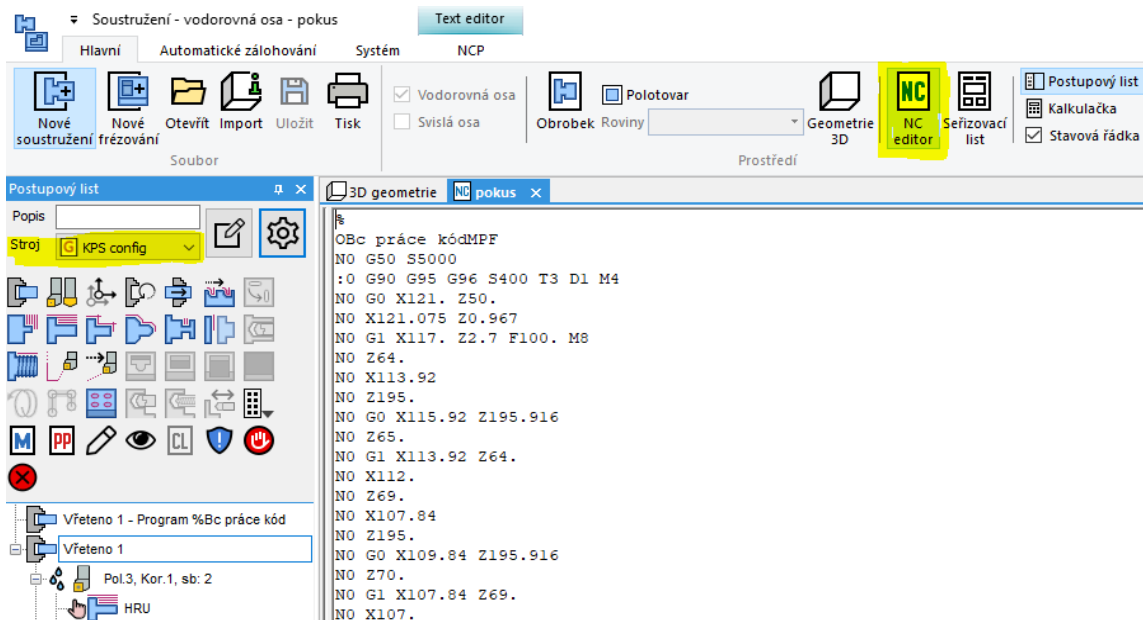 Soustružení - vodorovná osa - pokus
Text editor
Hlavní
Automatické zálohování
Systém
NCP
Nové soustružení
Nové frézování
Otevřít
Import
Uložit
Tisk
Soubor
Vodorovná osa
Svislá osa
Obrobek
Polotovar
Roviny
Geometrie 3D
NC
NC editor
Seřizovací list
Prostředí
Postupový list
Kalkulačka
Stavová řádka
Postupový list
Popis
Stroj
G KPS config
M
PP
CL
Vřeteno 1 - Program %Bc práce kód
Vřeteno 1
Pol.3, Kor.1, sb: 2
HRU
3D geometrie
NC pokus
%
OBc práce kódMPF
N0 G50 S5000
:0 G90 G95 G96 S400 T3 D1 M4
N0 G0 X121. Z50.
N0 X121.075 Z0.967
N0 G1 X117. Z2.7 F100. M8
N0 Z64.
N0 X113.92
N0 Z195.
N0 G0 X115.92 Z195.916
N0 Z65.
N0 G1 X113.92 Z64.
N0 X112.
N0 Z69.
N0 X107.84
N0 Z195.
N0 G0 X109.84 Z195.916
N0 Z70.
N0 G1 X107.84 Z69.
N0 X107.